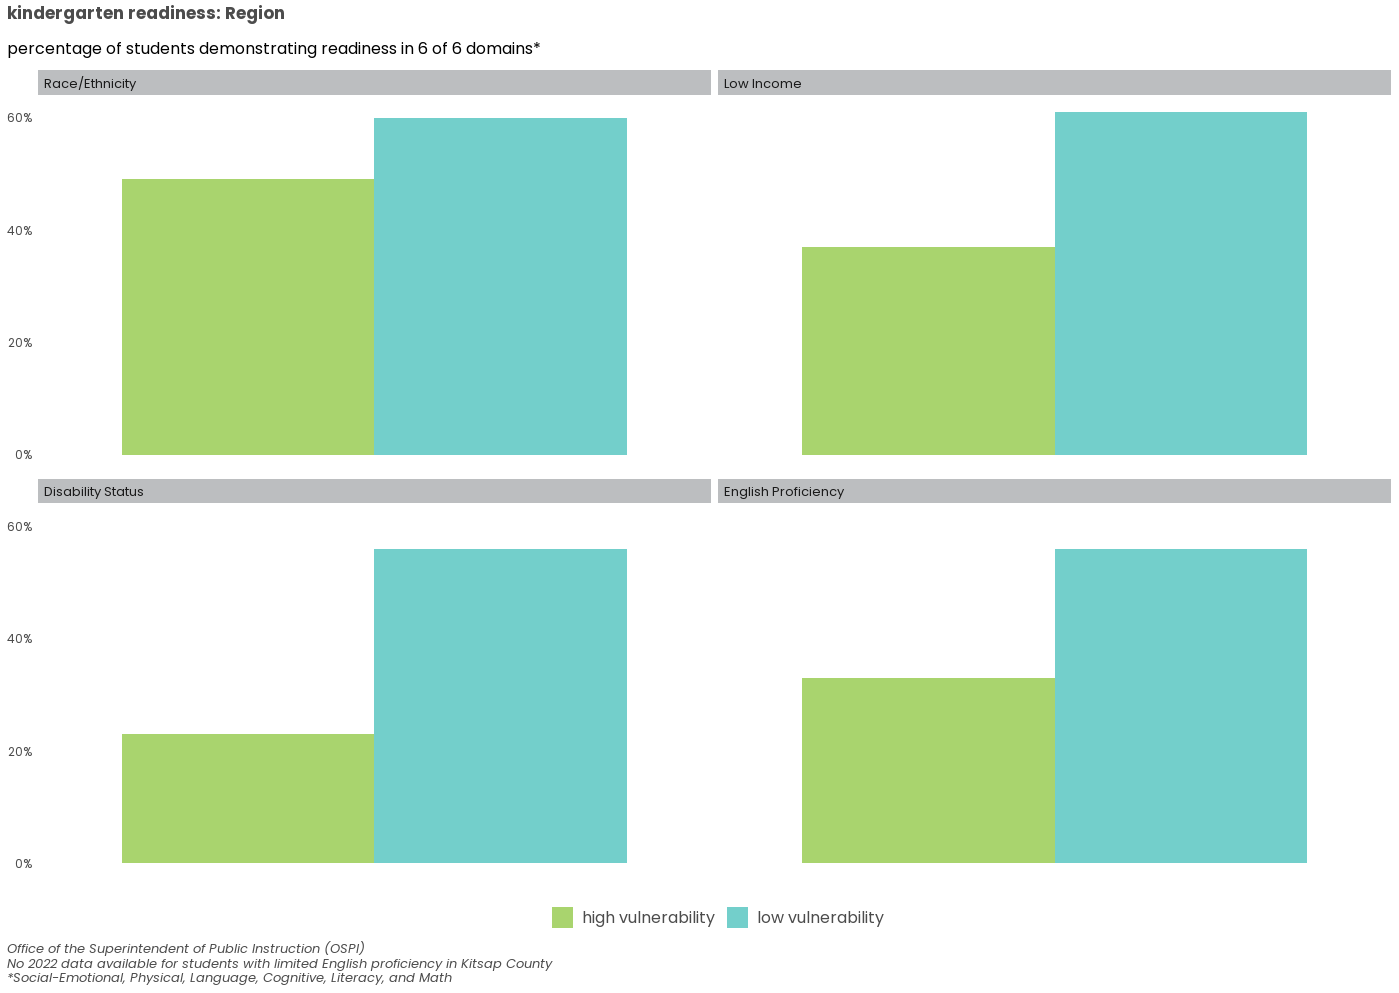 kindergarten readiness: Region
percentage of students demonstrating readiness in 6 of 6 domains*
Race/Ethnicity
Low Income
60%
40%
20%
0%
Disability Status
English Proficiency
60%
40%
20%
0%
high vulnerability
low vulnerability
Office of the Superintendent of Public Instruction (OSPI)
No 2022 data available for students with limited English proficiency in Kitsap County
*Social-Emotional, Physical, Language, Cognitive, Literacy, and Math